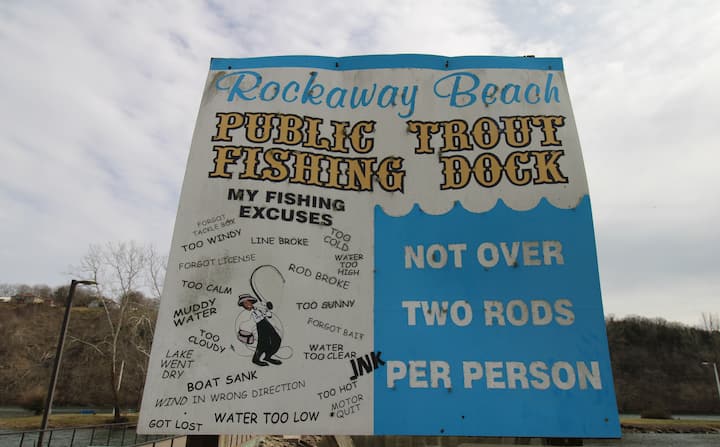 Rockaway Beach
PUBLIC TROUT
FISHING DOCK
MY FISHING
EXCUSES
FORGOT
TACKLE BOX
TOO WINDY
LINE BROKE
TOO
COLD
FORGOT LICENSE
WATER
TOO
HIGH
ROD BROKE
TOO CALM
MUDDY
WATER
TOO SUNNY
TOO
CLOUDY
FORGOT BAIT
WATER
TOO CLEAR
LAKE
WENT
DRY
BOAT SANK
TOO HOT
WIND IN WRONG DIRECTION
MOTOR
QUIT
GOT LOST
WATER TOO LOW
JNK
NOT OVER
TWO RODS
PER PERSON